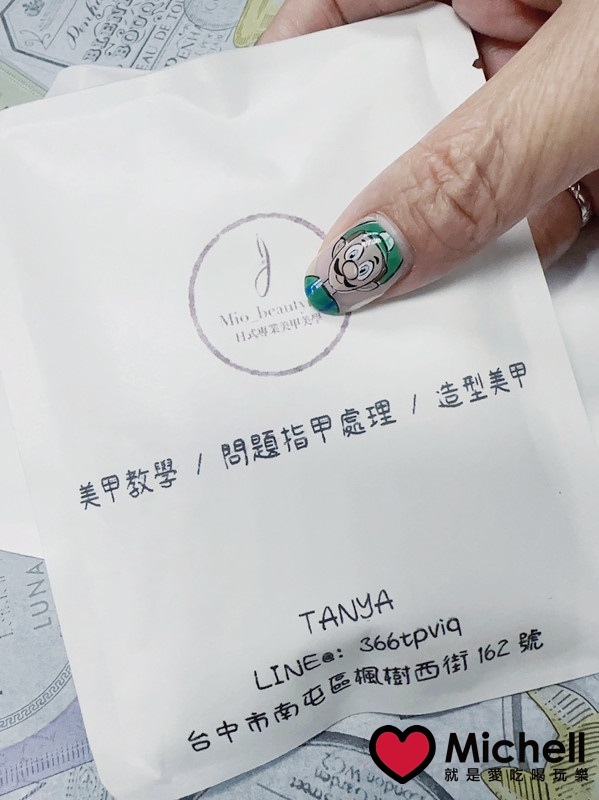 Mio_beauty
日式專業美甲美學
美甲教學 / 問題指甲處理 / 造型美甲
TANYA
LINE@: 366tpviq
台中市南屯區楓樹西街 162 號
LUNA
Michell
就是愛吃喝玩樂